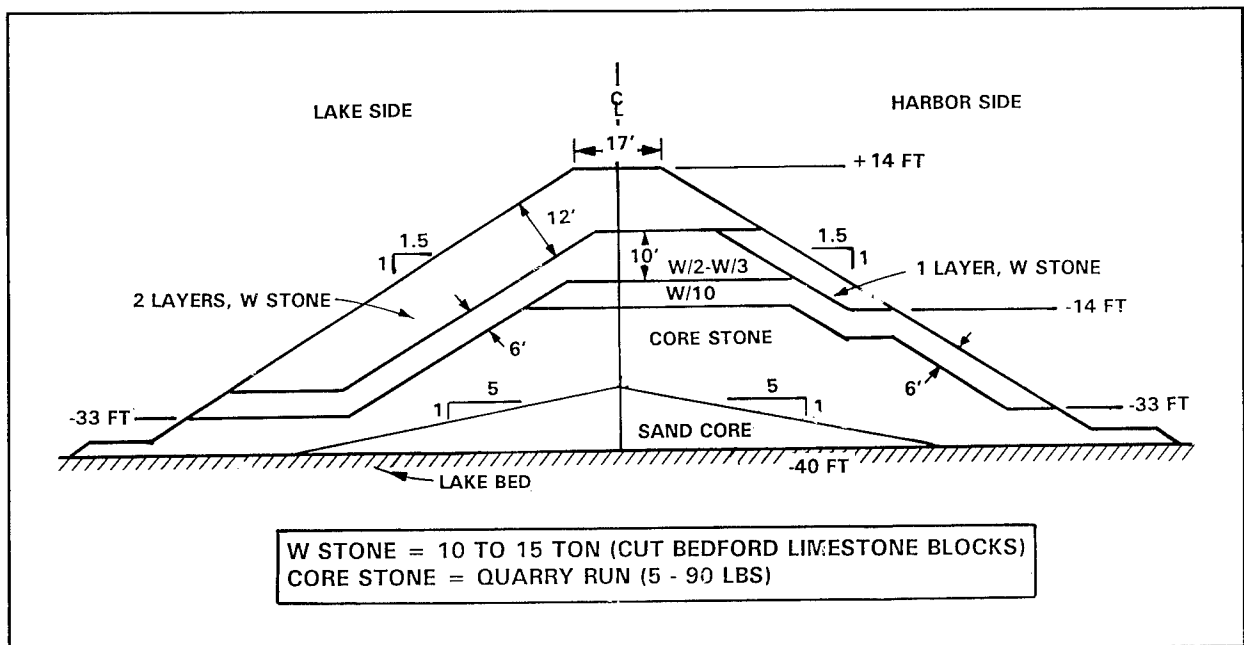 LAKE SIDE
CL
HARBOR SIDE
17'
+14 FT
12'
1.5
1
10'
1.5
1
W/2-W/3
1 LAYER, W STONE
2 LAYERS, W STONE
W/10
-14 FT
CORE STONE
6'
6'
5
1
5
1
-33 FT
-33 FT
SAND CORE
-40 FT
LAKE BED
W STONE = 10 TO 15 TON (CUT BEDFORD LIMESTONE BLOCKS)
CORE STONE = QUARRY RUN (5 - 90 LBS)